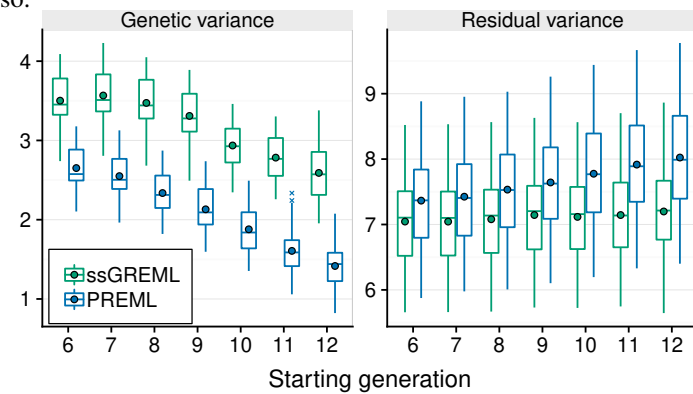 so.
Genetic variance
Residual variance
4
3
2
1
ssGREML
PREML
6 7 8 9 10 11 12
9
8
7
6
6 7 8 9 10 11 12
Starting generation